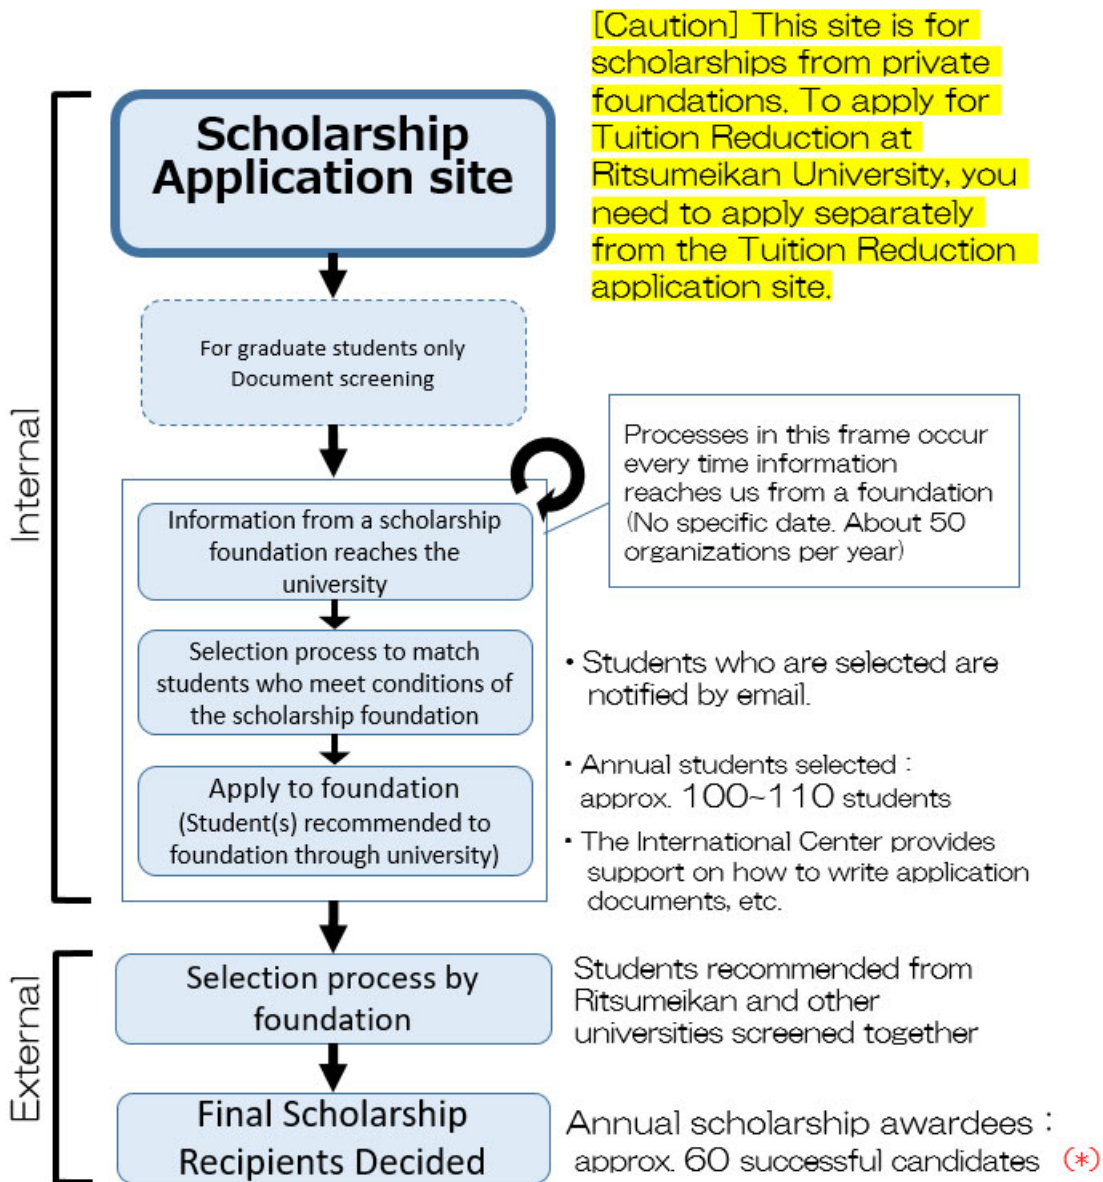 [Caution] This site is for
scholarships from private
foundations. To apply for
Tuition Reduction at
Ritsumeikan University, you
need to apply separately
from the Tuition Reduction
application site.
Internal
Scholarship
Application site
For graduate students only
Document screening
Processes in this frame occur
every time information
reaches us from a foundation
(No specific date. About 50
organizations per year)
Information from a scholarship
foundation reaches the
university
Selection process to match
students who meet conditions of
the scholarship foundation
・Students who are selected are
notified by email.
Apply to foundation
(Student(s) recommended to
foundation through university)
・Annual students selected：
approx. 100~110 students
・The International Center provides
support on how to write application
documents, etc.
External
Selection process by
foundation
Students recommended from
Ritsumeikan and other
universities screened together
Final Scholarship
Recipients Decided
Annual scholarship awardees：
approx. 60 successful candidates (*)